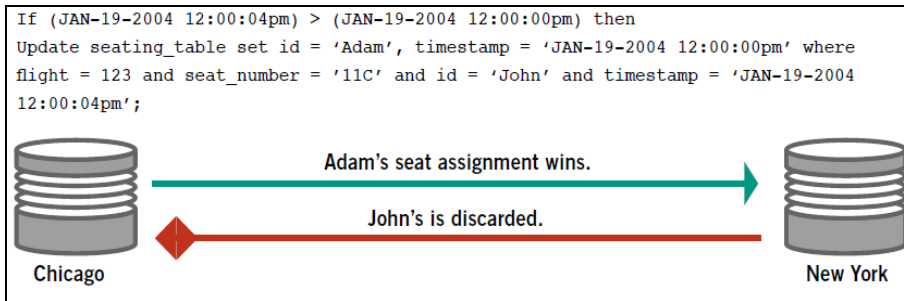 If (JAN-19-2004 12:00:04pm) > (JAN-19-2004 12:00:00pm) then
Update seating_table set id = ‘Adam’, timestamp = ‘JAN-19-2004 12:00:00pm’ where
flight = 123 and seat_number = ’11C’ and id = ‘John’ and timestamp = ‘JAN-19-2004
12:00:04pm’;
Adam’s seat assignment wins.
John’s is discarded.
Chicago
New York